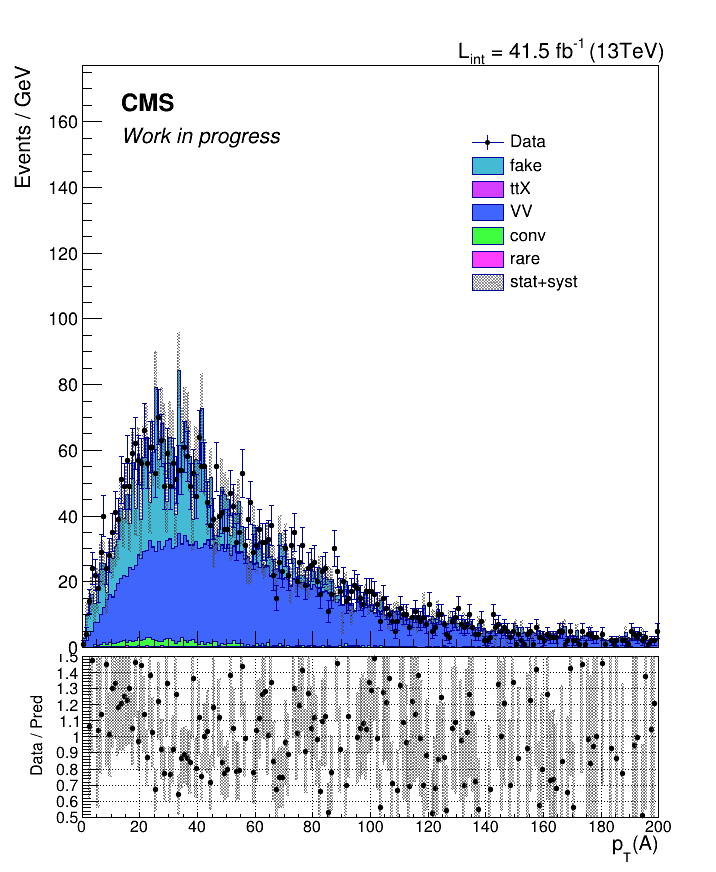 L_int = 41.5 fb^-1 (13TeV)
Events / GeV
CMS
Work in progress
160
140
120
100
80
60
40
20
0
Data
fake
ttX
VV
conv
rare
stat+syst
Data / Pred
1.5
1.4
1.3
1.2
1.1
1
0.9
0.8
0.7
0.6
0.5
0 20 40 60 80 100 120 140 160 180 200
p_T(A)